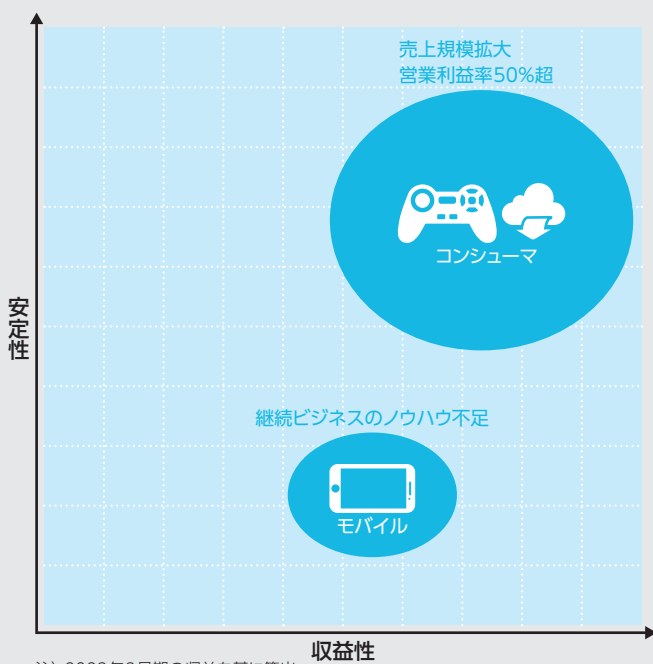 売上規模拡大
営業利益率50%超
コンシューマ
安定性
継続ビジネスのノウハウ不足
モバイル
収益性